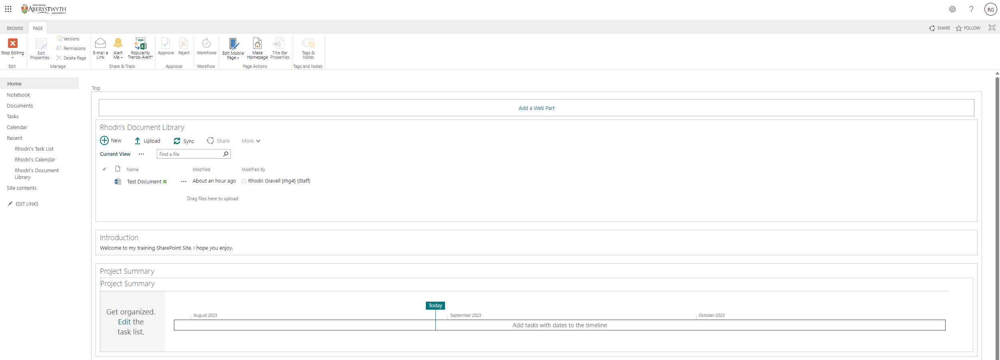 1872
PRIFYSGOL
ABERYSTWYTH
UNIVERSITY
RG
BROWSE
PAGE
SHARE
FOLLOW
Stop Editing
Edit
Edit
Properties
Versions
Permissions
Delete Page
Manage
E-mail a
Link
Alert
Me
Popularity
Trends-Alert*
Share & Track
Approve
Reject
Approval
Workflows
Workflow
Edit Mobile
Page
Make
Homepage
Title Bar
Properties
Page Actions
Tags &
Notes
Tags and Notes
Home
Notebook
Documents
Tasks
Calendar
Recent
Rhodri's Task List
Rhodri's Calendar
Rhodri's Document
Library
Site contents
EDIT LINKS
Top
Add a Web Part
Rhodri's Document Library
New
Upload
Sync
Share
More
Current View
Find a file
Name
Modified
Modified By
Test Document
About an hour ago
Rhodri Gravell [rhg4] (Staff)
Drag files here to upload
Introduction
Welcome to my training SharePoint Site. I hope you enjoy.
Project Summary
Project Summary
Get organized.
Edit the
task list.
Today
August 2023
September 2023
October 2023
Add tasks with dates to the timeline